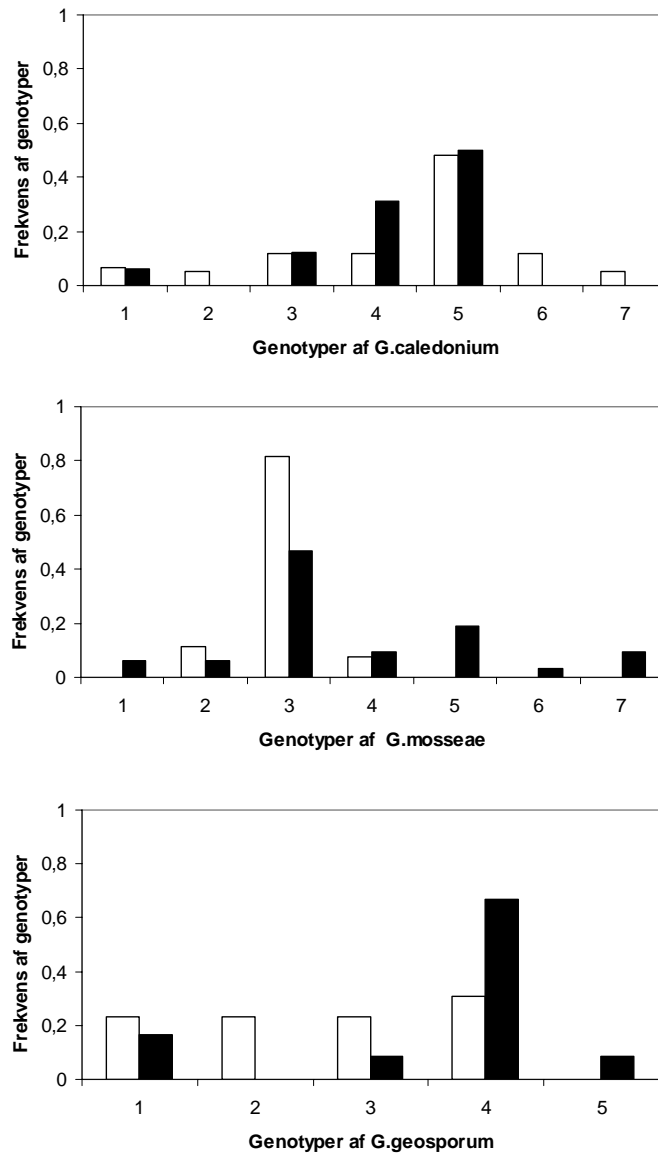 Frekvens af genotyper
1
0,8
0,6
0,4
0,2
0
1 2 3 4 5 6 7
Genotyper af G.caledonium
Frekvens af genotyper
1
0,8
0,6
0,4
0,2
0
1 2 3 4 5 6 7
Genotyper af G.mosseae
Frekvens af genotyper
1
0,8
0,6
0,4
0,2
0
1 2 3 4 5
Genotyper af G.geosporum